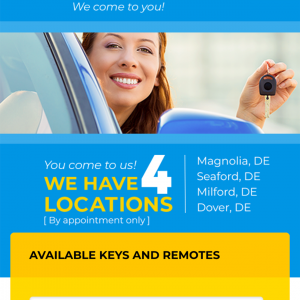 We come to you!
You come to us!
WE HAVE 4
LOCATIONS
[ By appointment only ]
Magnolia, DE
Seaford, DE
Milford, DE
Dover, DE
AVAILABLE KEYS AND REMOTES